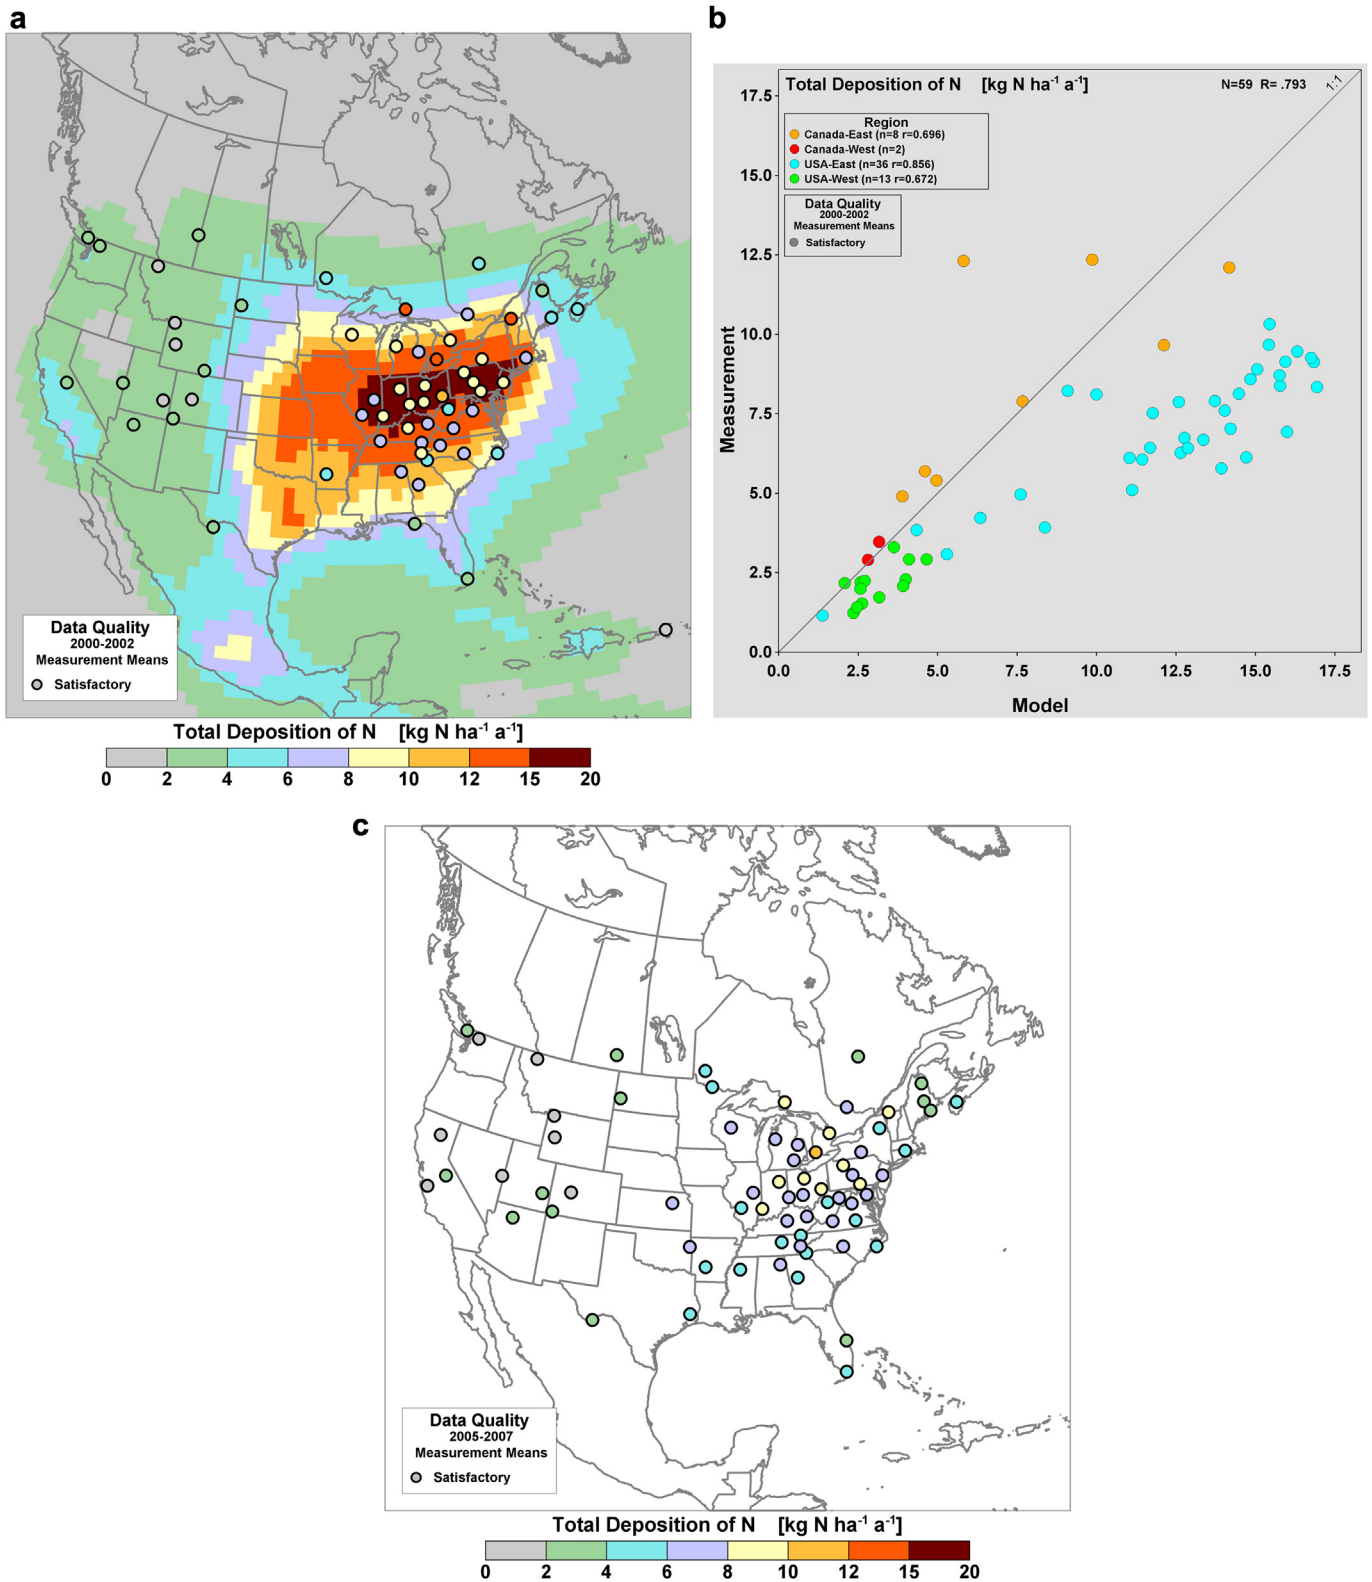 a
Data Quality
2000-2002
Measurement Means
Satisfactory
Total Deposition of N [kg N ha⁻¹ a⁻¹]
0 2 4 6 8 10 12 15 20
b
Total Deposition of N [kg N ha⁻¹ a⁻¹]
N=59 R= .793
1:1
Region
Canada-East (n=8 r=0.696)
Canada-West (n=2)
USA-East (n=36 r=0.856)
USA-West (n=13 r=0.672)
Data Quality
2000-2002
Measurement Means
Satisfactory
Measurement
17.5
15.0
12.5
10.0
7.5
5.0
2.5
0.0
0.0 2.5 5.0 7.5 10.0 12.5 15.0 17.5
Model
c
Data Quality
2005-2007
Measurement Means
Satisfactory
Total Deposition of N [kg N ha⁻¹ a⁻¹]
0 2 4 6 8 10 12 15 20